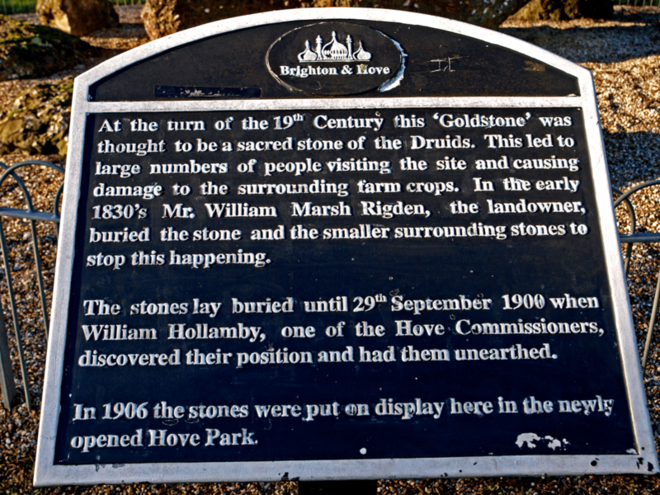 Brighton & Hove
At the turn of the 19th Century this 'Goldstone' was
thought to be a sacred stone of the Druids. This led to
large numbers of people visiting the site and causing
damage to the surrounding farm crops. In the early
1830's Mr. William Marsh Rigden, the landowner,
buried the stone and the smaller surrounding stones to
stop this happening.
The stones lay buried until 29th September 1900 when
William Hollamby, one of the Hove Commissioners,
discovered their position and had them unearthed.
In 1906 the stones were put on display here in the newly
opened Hove Park.